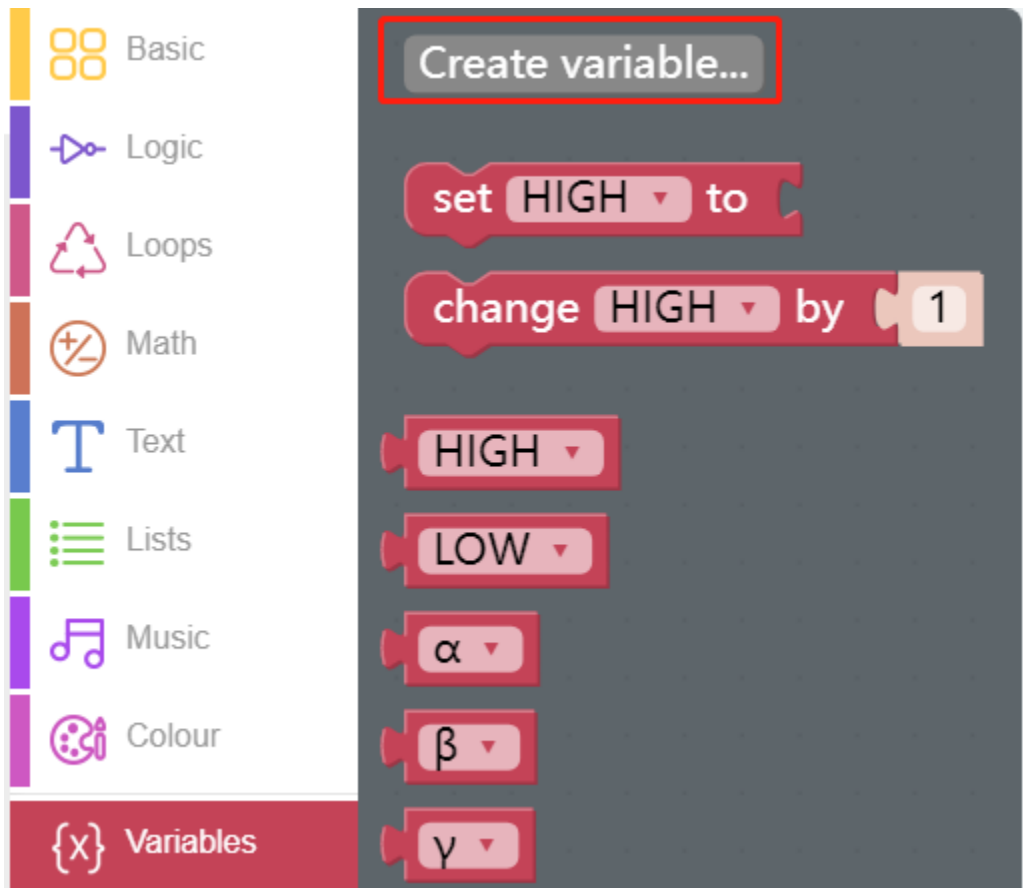 Basic
Logic
Loops
Math
Text
Lists
Music
Colour
{x} Variables
Create variable...
set HIGH ▾ to
change HIGH ▾ by 1
HIGH ▾
LOW ▾
α ▾
β ▾
γ ▾